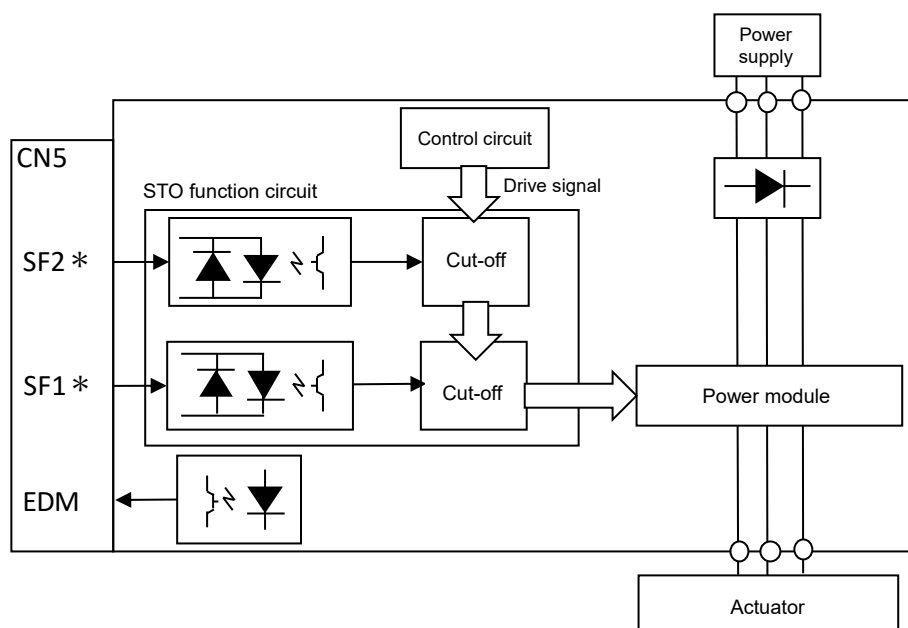 Power
supply
Control circuit
CN5
Drive signal
STO function circuit
SF2＊
Cut-off
SF1＊
Cut-off
Power module
EDM
Actuator